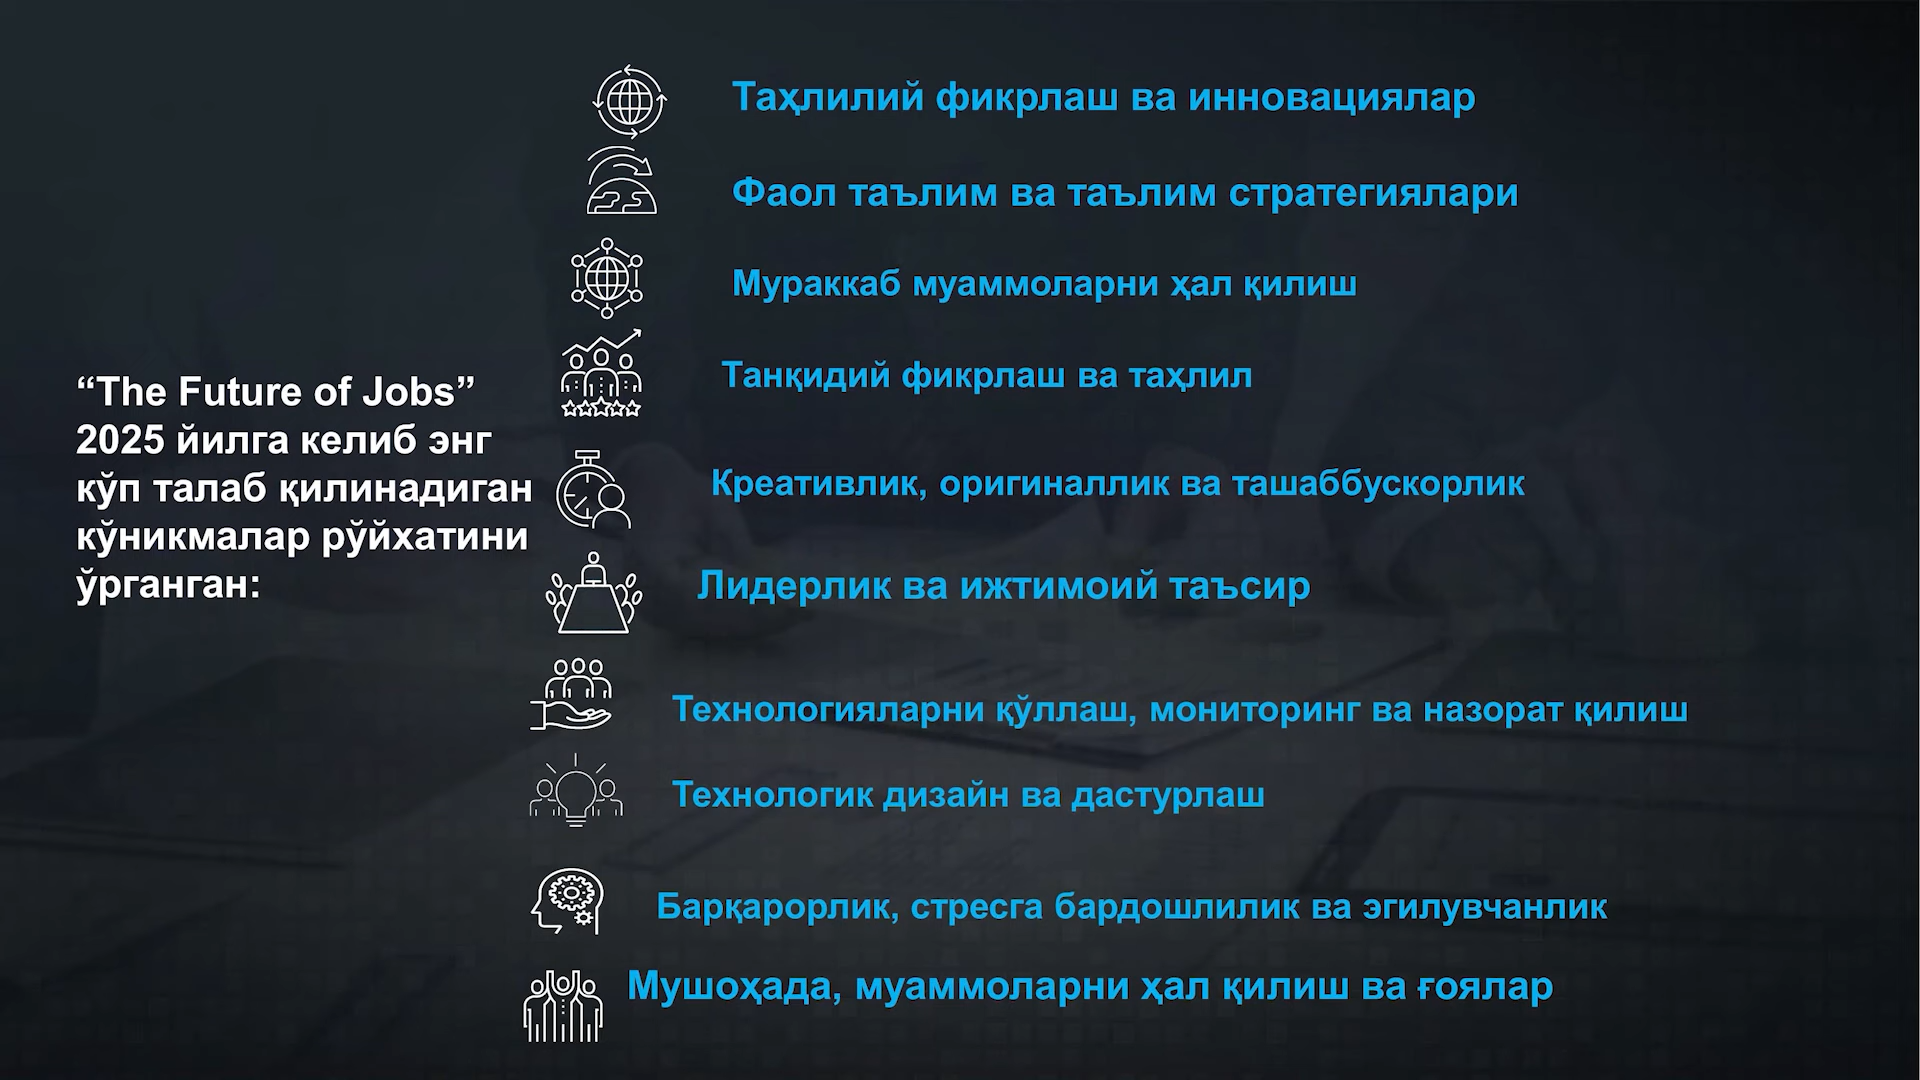 “The Future of Jobs”
2025 йилга келиб энг
кўп талаб қилинадиган
кўникмалар рўйхатини
ўрганган:
Таҳлилий фикрлаш ва инновациялар
Фаол таълим ва таълим стратегиялари
Мураккаб муаммоларни ҳал қилиш
Танқидий фикрлаш ва таҳлил
Креативлик, оригиналлик ва ташаббускорлик
Лидерлик ва ижтимоий таъсир
Технологияларни қўллаш, мониторинг ва назорат қилиш
Технологик дизайн ва дастурлаш
Барқарорлик, стресга бардошлилик ва эгилувчанлик
Мушоҳада, муаммоларни ҳал қилиш ва ғоялар